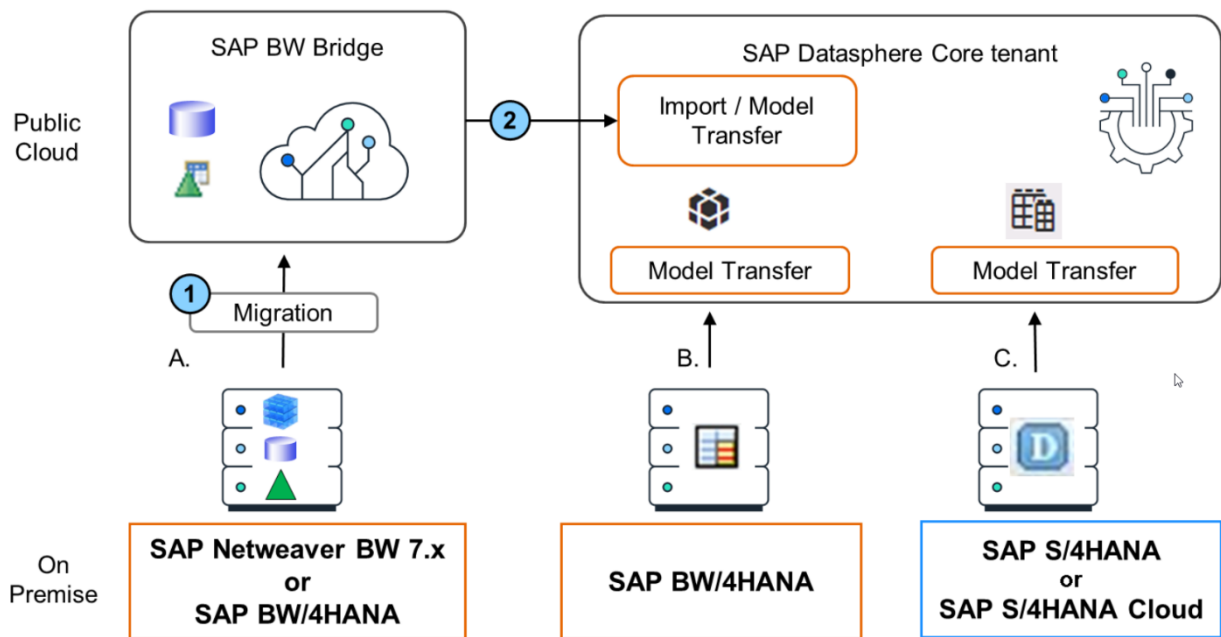 SAP BW Bridge
SAP Datasphere Core tenant
Public
Cloud
2
Import / Model
Transfer
Model Transfer
Model Transfer
1
Migration
A.
B.
C.
D
On
Premise
SAP Netweaver BW 7.x
or
SAP BW/4HANA
SAP BW/4HANA
SAP S/4HANA
or
SAP S/4HANA Cloud